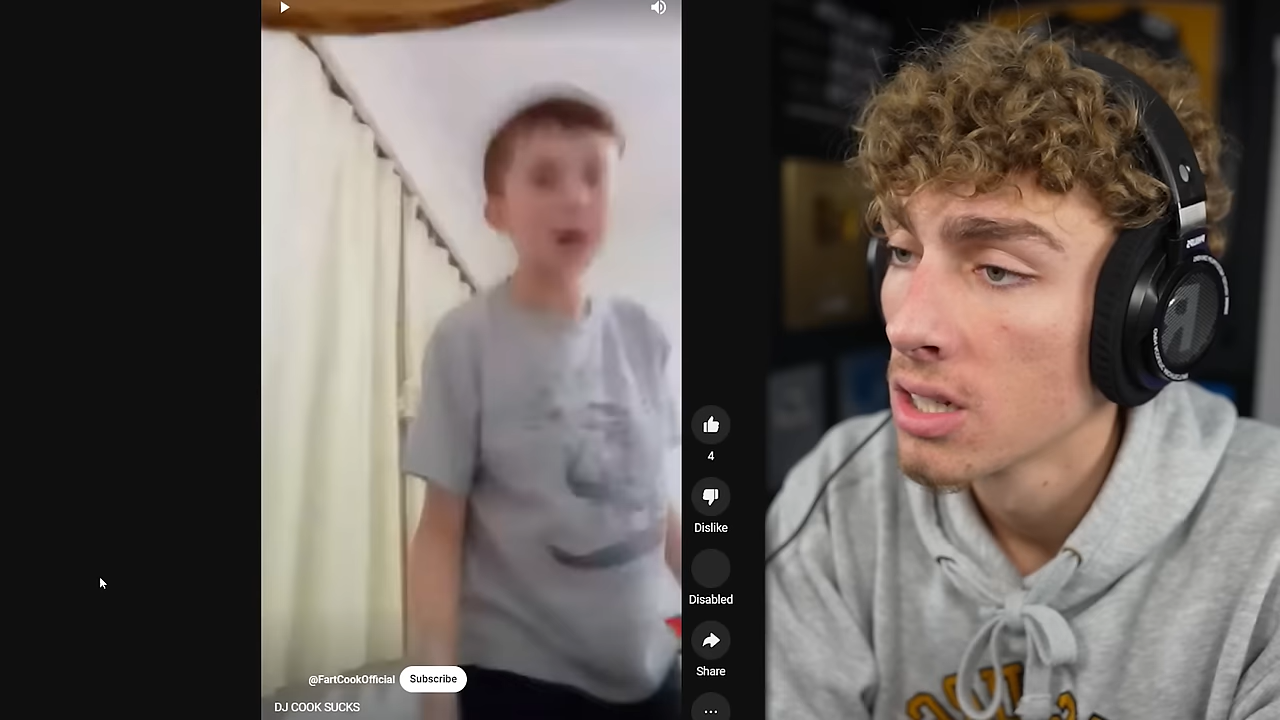 4
Dislike
Disabled
Share
@FartCookOfficial
Subscribe
DJ COOK SUCKS